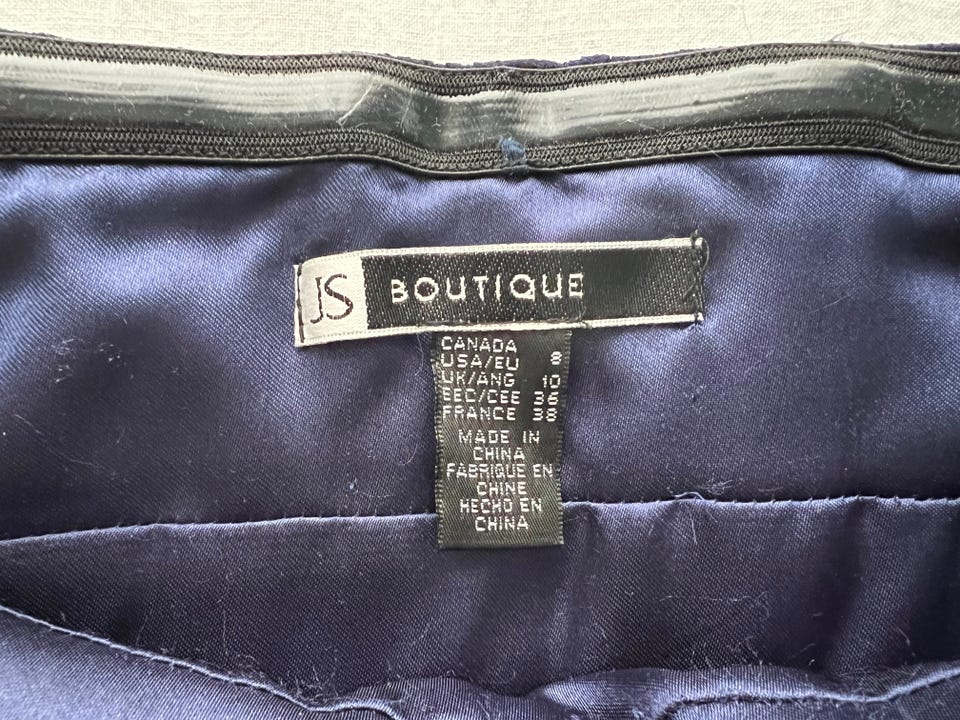 JS BOUTIQUE
CANADA
USA/EU 8
UK/ANG 10
EEC/CEE 36
FRANCE 38
MADE IN
CHINA
FABRIQUE EN
CHINE
HECHO EN
CHINA